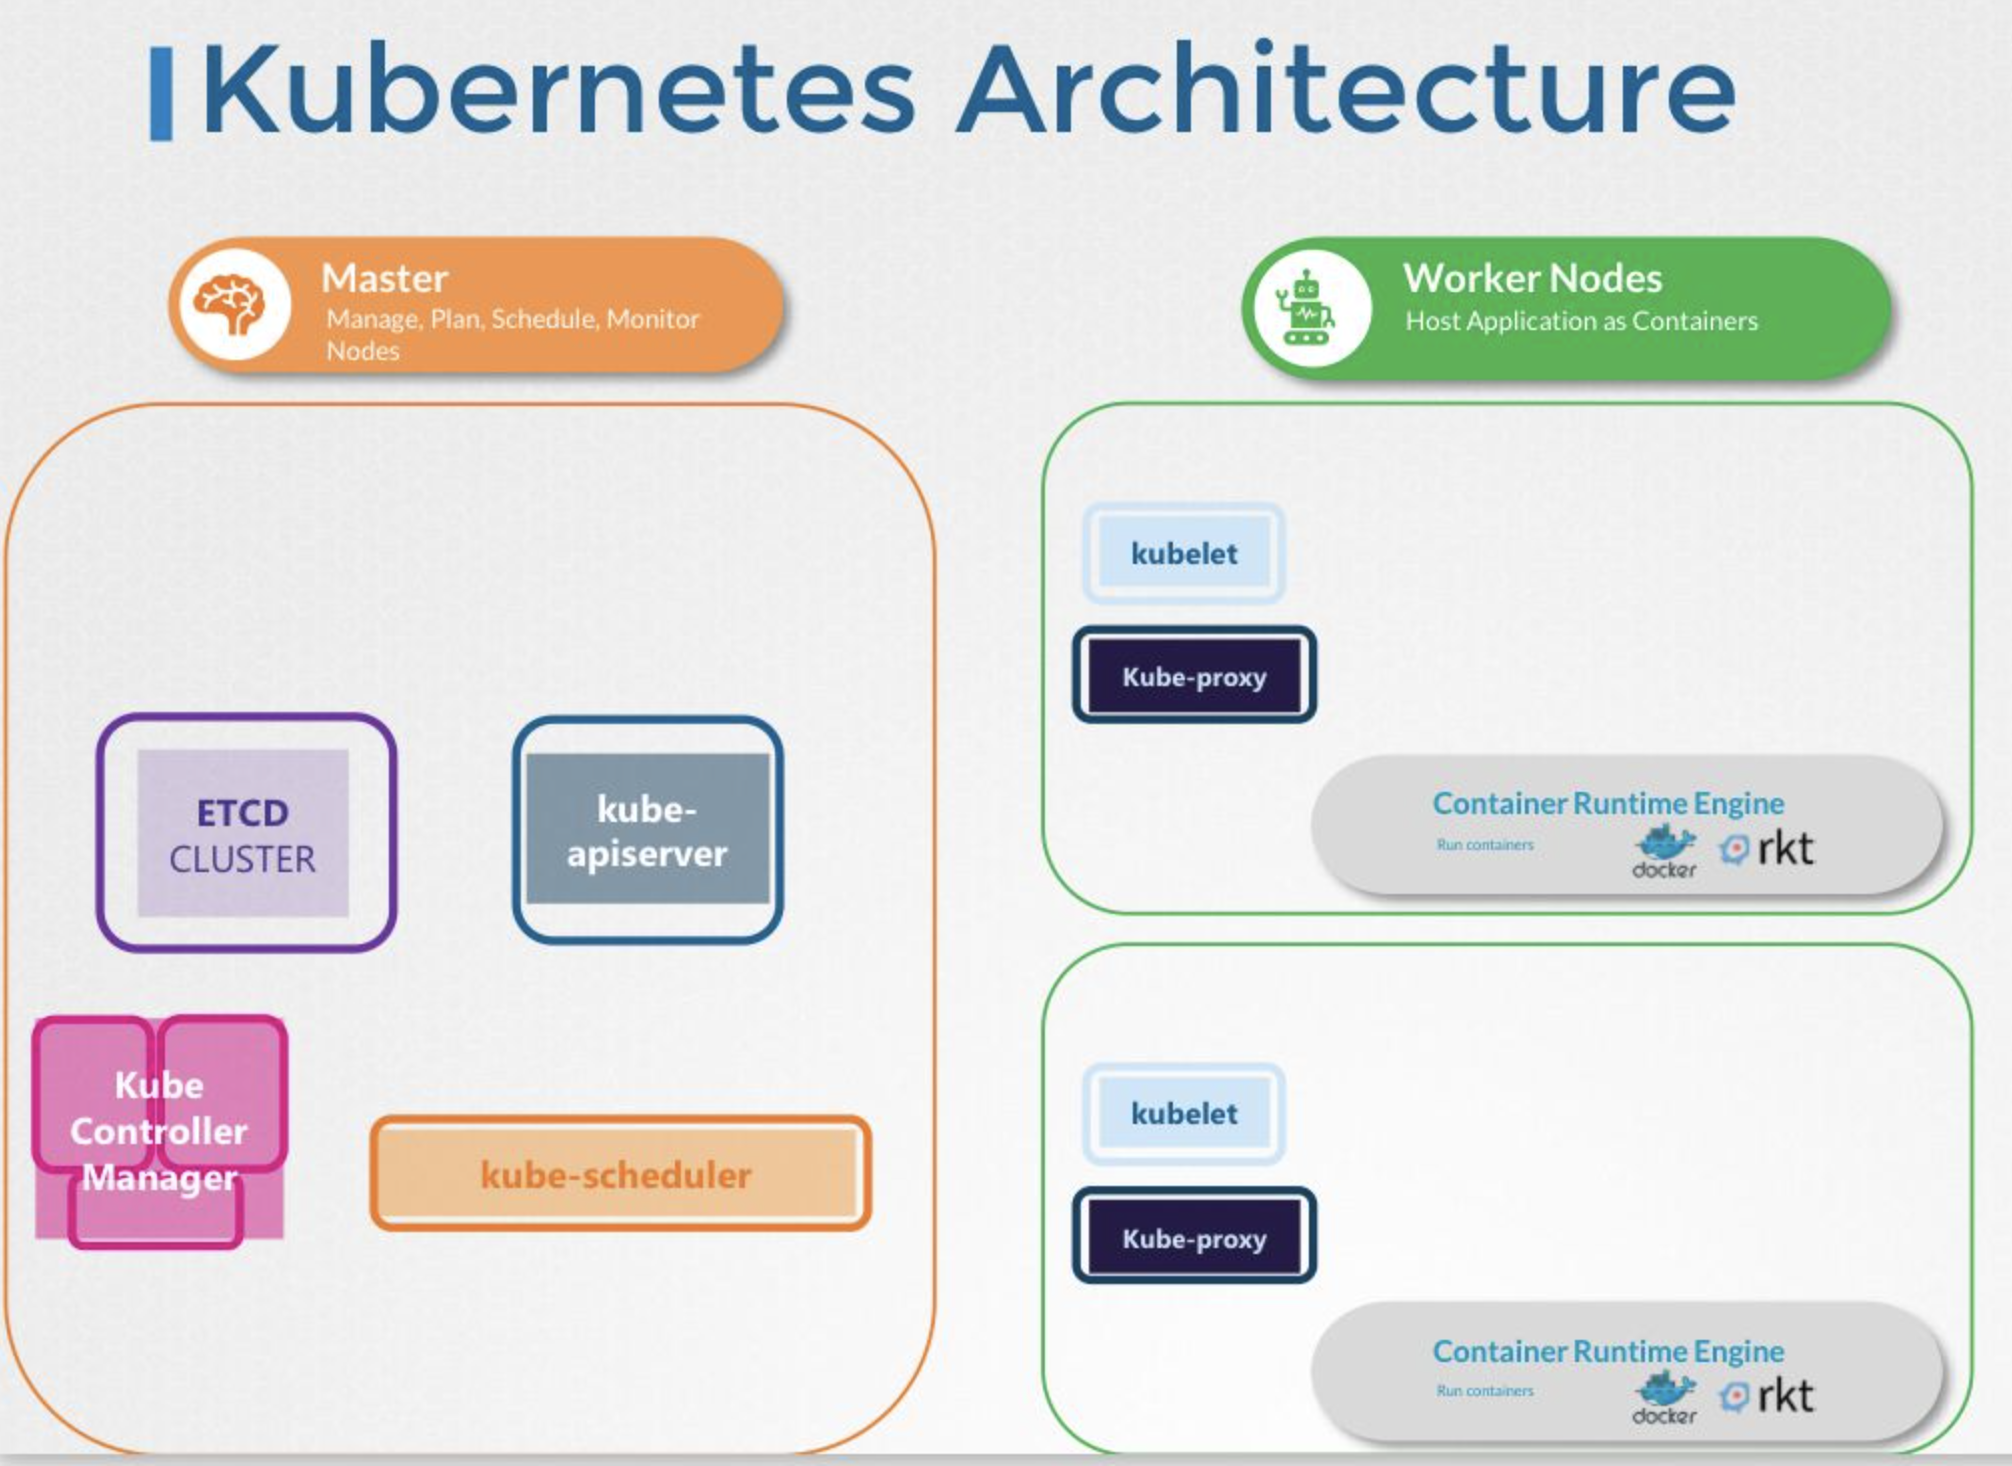 Kubernetes Architecture
Master
Manage, Plan, Schedule, Monitor
Nodes
Worker Nodes
Host Application as Containers
ETCD
CLUSTER
kube-
apiserver
Kube
Controller
Manager
kube-scheduler
kubelet
Kube-proxy
Container Runtime Engine
Run containers
docker
rkt
kubelet
Kube-proxy
Container Runtime Engine
Run containers
docker
rkt